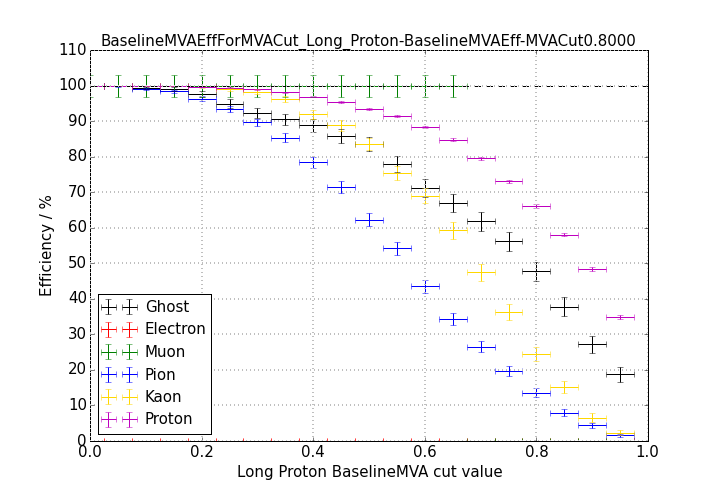 BaselineMVAEffForMVACut_Long_Proton-BaselineMVAEff-MVACut0.8000
110
100
90
80
70
60
50
40
30
20
10
0
Efficiency / %
Ghost
Electron
Muon
Pion
Kaon
Proton
0.0 0.2 0.4 0.6 0.8 1.0
Long Proton BaselineMVA cut value